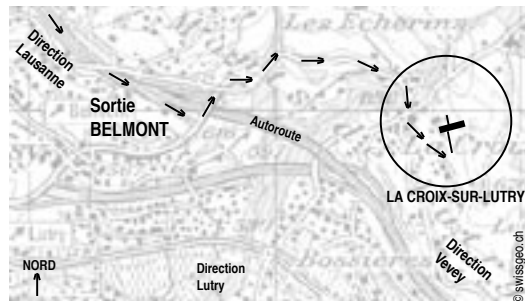 Les Echerins
Direction
Lausanne
Sortie
BELMONT
Autoroute
LA CROIX-SUR-LUTRY
NORD
Direction
Lutry
Direction
Vevey
© swissgeo.ch